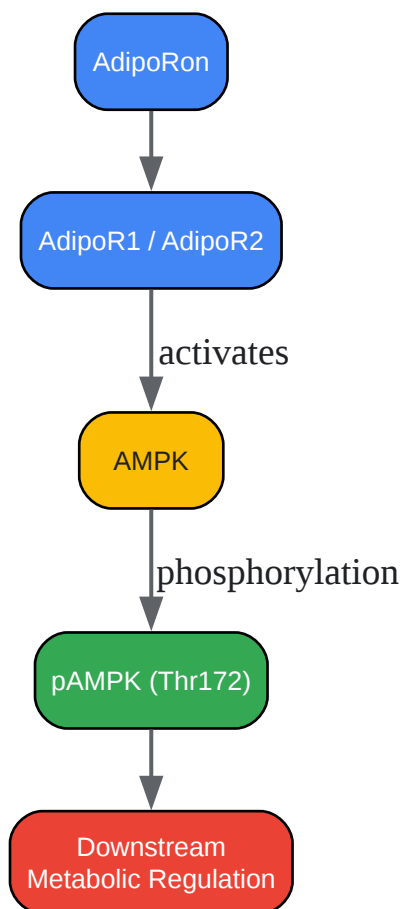 AdipoRon
AdipoR1 / AdipoR2
activates
AMPK
phosphorylation
pAMPK (Thr172)
Downstream
Metabolic Regulation